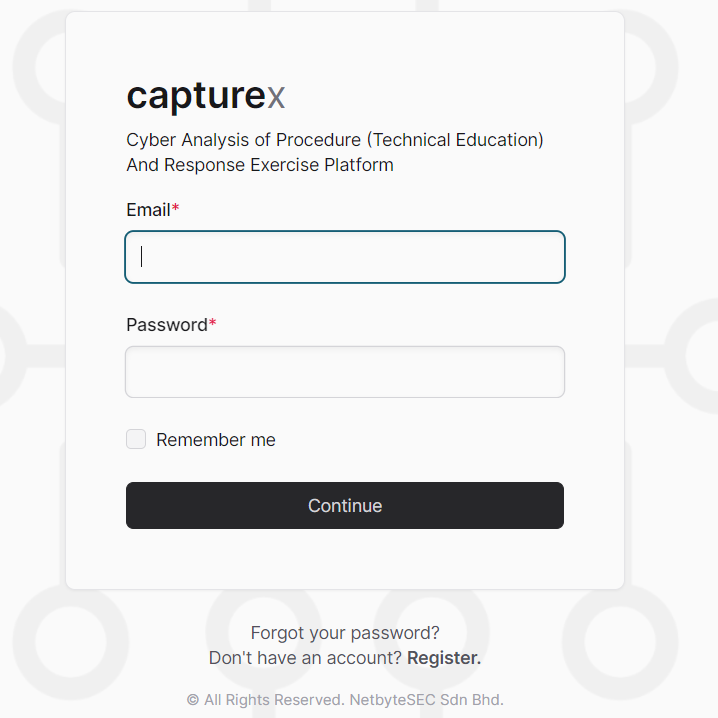 capturex
Cyber Analysis of Procedure (Technical Education)
And Response Exercise Platform
Email*
Password*
Remember me
Continue
Forgot your password?
Don't have an account? Register.
© All Rights Reserved. NetbyteSEC Sdn Bhd.